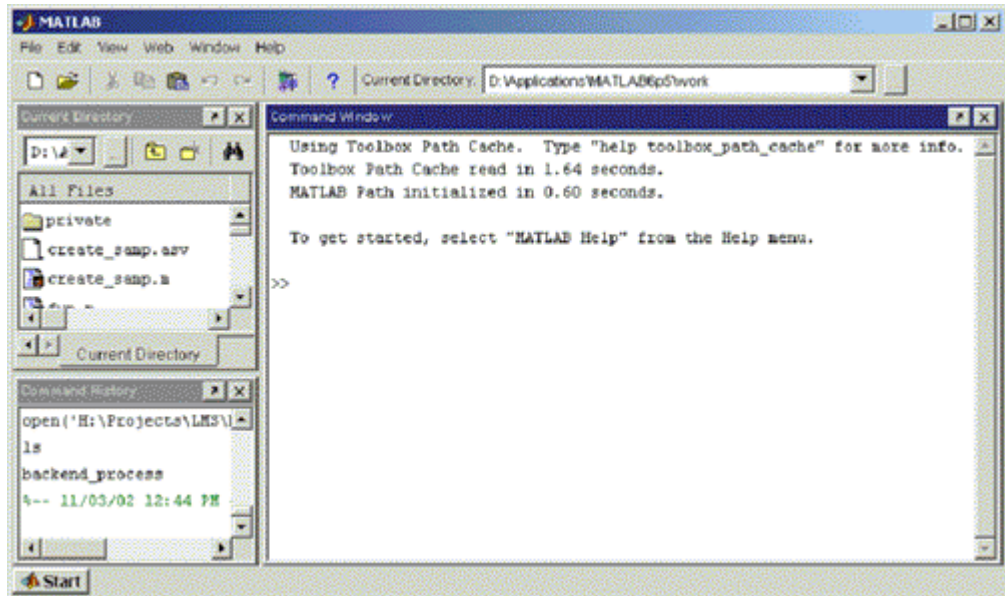 MATLAB
File Edit View Web Window Help
Current Directory: D:\Applications\MATLAB6p5\work
Current Directory
D:\
All Files
private
create_samp.asv
create_samp.m
Current Directory
Command History
open('H:\Projects\LMS\
ls
backend_process
%-- 11/03/02 12:44 PM
Command Window
Using Toolbox Path Cache. Type "help toolbox_path_cache" for more info.
Toolbox Path Cache read in 1.64 seconds.
MATLAB Path initialized in 0.60 seconds.
To get started, select "MATLAB Help" from the Help menu.
>>
Start